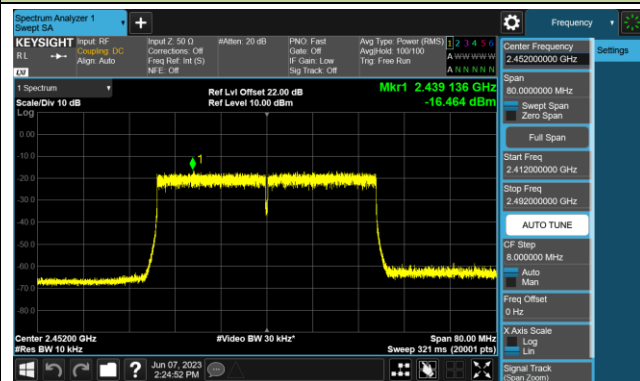 Spectrum Analyzer 1
Swept SA
Frequency
KEYSIGHT
Input: RF
Input Z: 50 Ω
#Atten: 20 dB
PNO: Fast
Avg Type: Power (RMS)
1 2 3 4 5 6
RL
Coupling: DC
Corrections: Off
Gate: Off
Avg|Hold: 100/100
A W W W W W
Align: Auto
Freq Ref: Int (S)
IF Gain: Low
Trig: Free Run
NFE: Off
Sig Track: Off
A N N N N N
LXI
1 Spectrum
Ref Lvl Offset 22.00 dB
Mkr1 2.439 136 GHz
Scale/Div 10 dB
Ref Level 10.00 dBm
-16.464 dBm
Log
0.00
-10.0
-20.0
-30.0
-40.0
-50.0
-60.0
-70.0
-80.0
1
Center 2.45200 GHz
#Video BW 30 kHz*
Span 80.00 MHz
#Res BW 10 kHz
Sweep 321 ms (20001 pts)
Jun 07, 2023
2:24:52 PM
Center Frequency
2.452000000 GHz
Settings
Span
80.0000000 MHz
Swept Span
Zero Span
Full Span
Start Freq
2.412000000 GHz
Stop Freq
2.492000000 GHz
AUTO TUNE
CF Step
8.000000 MHz
Auto
Man
Freq Offset
0 Hz
X Axis Scale
Log
Lin
Signal Track
(Span Zoom)